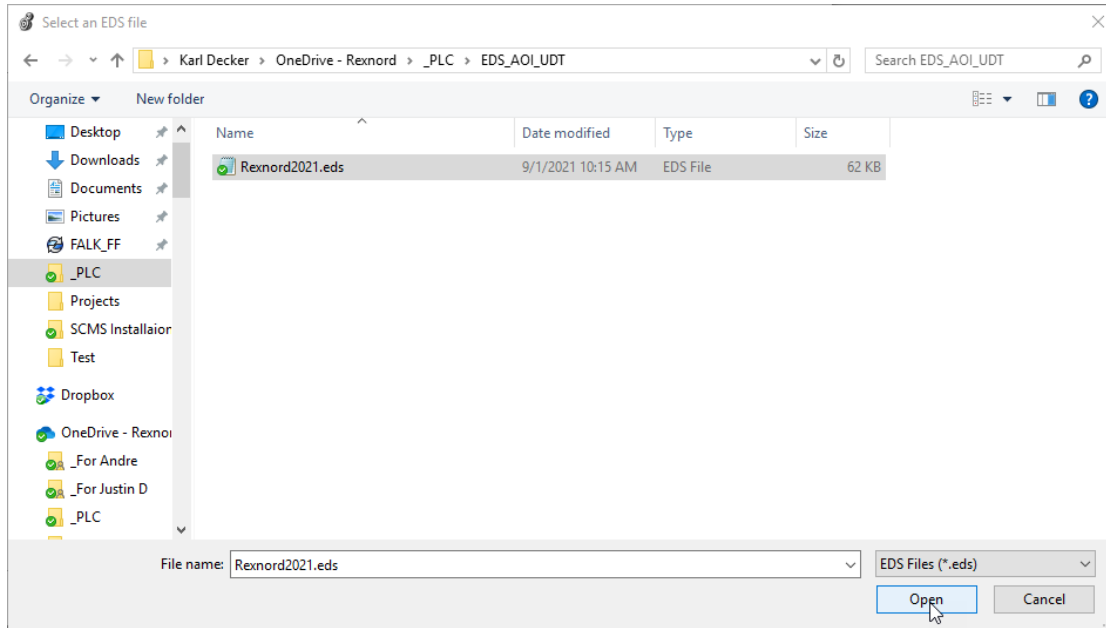 Select an EDS file
Karl Decker > OneDrive - Rexnord > _PLC > EDS_AOI_UDT
Search EDS_AOI_UDT
Organize
New folder
Name
Date modified
Type
Size
Desktop
Downloads
Documents
Pictures
FALK_FF
_PLC
Projects
SCMS Installaior
Test
Dropbox
OneDrive - Rexnor
_For Andre
_For Justin D
_PLC
Rexnord2021.eds
9/1/2021 10:15 AM
EDS File
62 KB
File name:
Rexnord2021.eds
EDS Files (*.eds)
Open
Cancel